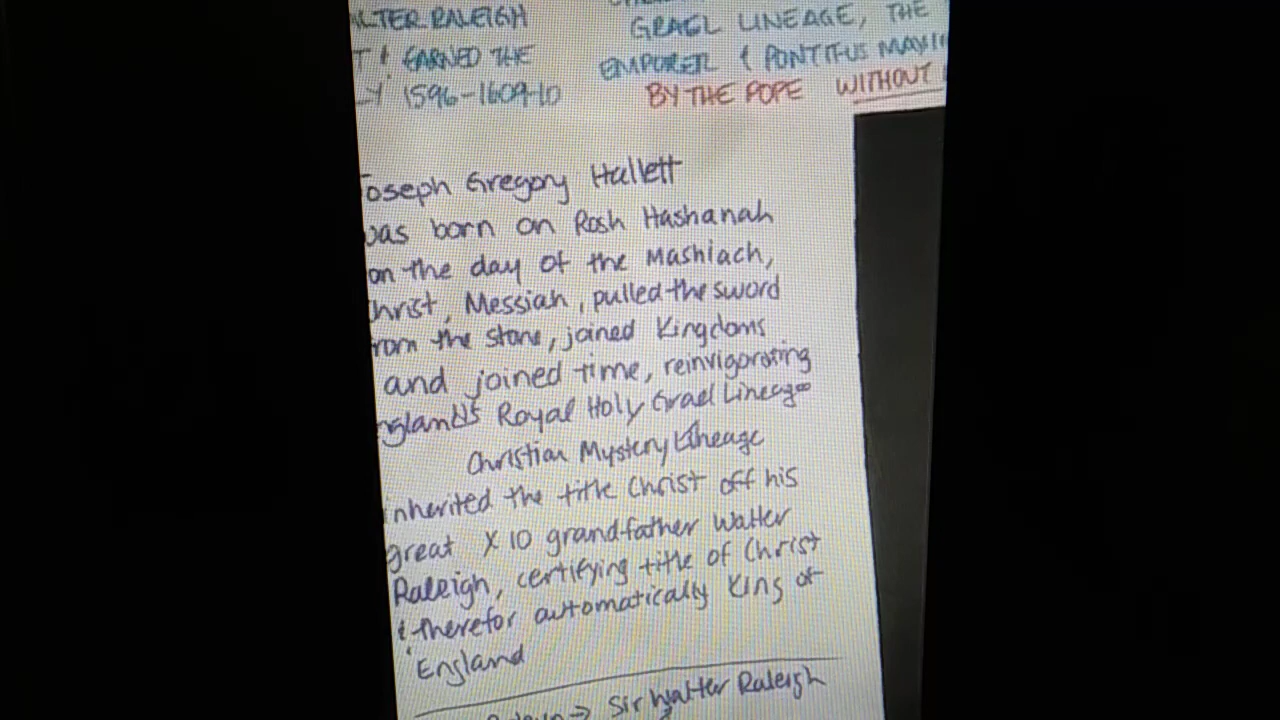 LTER RALEIGH
T & EARNED THE
Y 1596-1609-10
GRAEL LINEAGE, THE
EMPORER & PONTIFUS MAXI
BY THE POPE WITHOUT
Joseph Gregory Hallett
was born on Rosh Hashanah
on the day of the Mashiach,
Christ, Messiah, pulled the sword
from the stone, joined Kingdoms
and joined time, reinvigorating
Englands Royal Holy Grael Lineage
Christian Mystery Lineage
inherited the title Christ off his
great X 10 grandfather Walter
Raleigh, certifying title of Christ
& therefor automatically King of
England
→ Sir Walter Raleigh